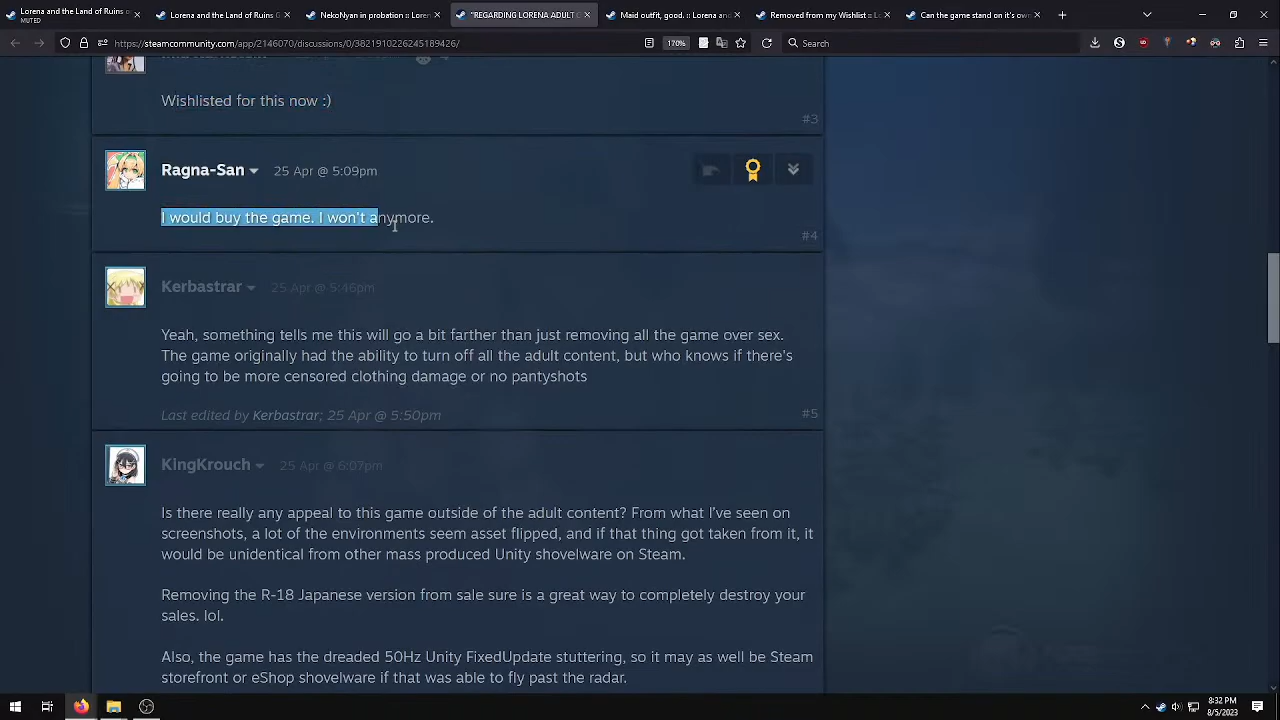 Lorena and the Land of Ruins o
MUTED
Lorena and the Land of Ruins G
NekoNyan in probation :: Loren
"REGARDING LORENA ADULT C
Maid outfit, good. :: Lorena and
Removed from my Wishlist :: L
Can the game stand on it's own
https://steamcommunity.com/app/2146070/discussions/0/3821910226245189426/
170%
Search
Wishlisted for this now :)
#3
Ragna-San
25 Apr @ 5:09pm
I would buy the game. I won't anymore.
#4
Kerbastrar
25 Apr @ 5:46pm
Yeah, something tells me this will go a bit farther than just removing all the game over sex.
The game originally had the ability to turn off all the adult content, but who knows if there's
going to be more censored clothing damage or no pantyshots
Last edited by Kerbastrar; 25 Apr @ 5:50pm
#5
KingKrouch
25 Apr @ 6:07pm
Is there really any appeal to this game outside of the adult content? From what I've seen on
screenshots, a lot of the environments seem asset flipped, and if that thing got taken from it, it
would be unidentical from other mass produced Unity shovelware on Steam.
Removing the R-18 Japanese version from sale sure is a great way to completely destroy your
sales. lol.
Also, the game has the dreaded 50Hz Unity FixedUpdate stuttering, so it may as well be Steam
storefront or eShop shovelware if that was able to fly past the radar.
8:32 PM
8/5/2023